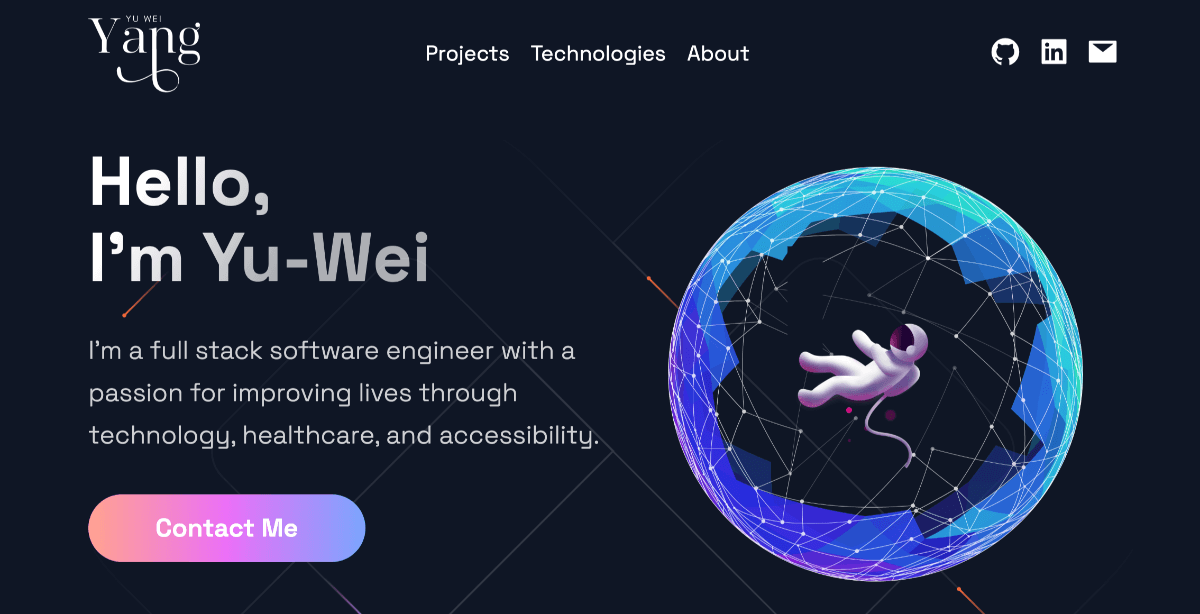 YU WEI
Yang
Projects Technologies About
in
Hello,
I’m Yu-Wei
I’m a full stack software engineer with a
passion for improving lives through
technology, healthcare, and accessibility.
Contact Me